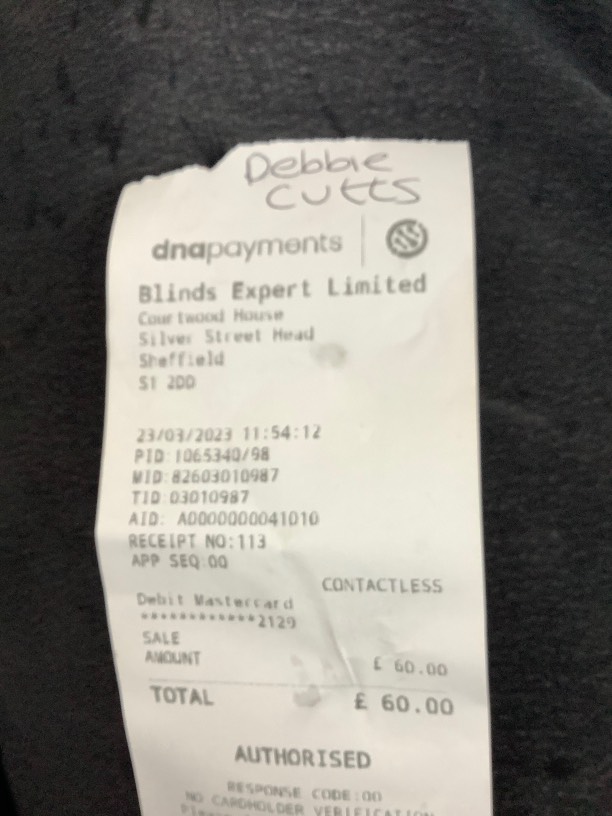 Debbie
Cutts
dnapayments
Blinds Expert Limited
Courtwood House
Silver Street Head
Sheffield
S1 2DD
23/03/2023 11:54:12
PID:1065340798
MID:82603010987
TID:03010987
AID: A0000000041010
RECEIPT NO:113
APP SEQ:00
CONTACTLESS
Debit Mastercard
************2129
SALE
AMOUNT £ 60.00
TOTAL £ 60.00
AUTHORISED
RESPONSE CODE:00
NO CARDHOLDER VERIFICATION